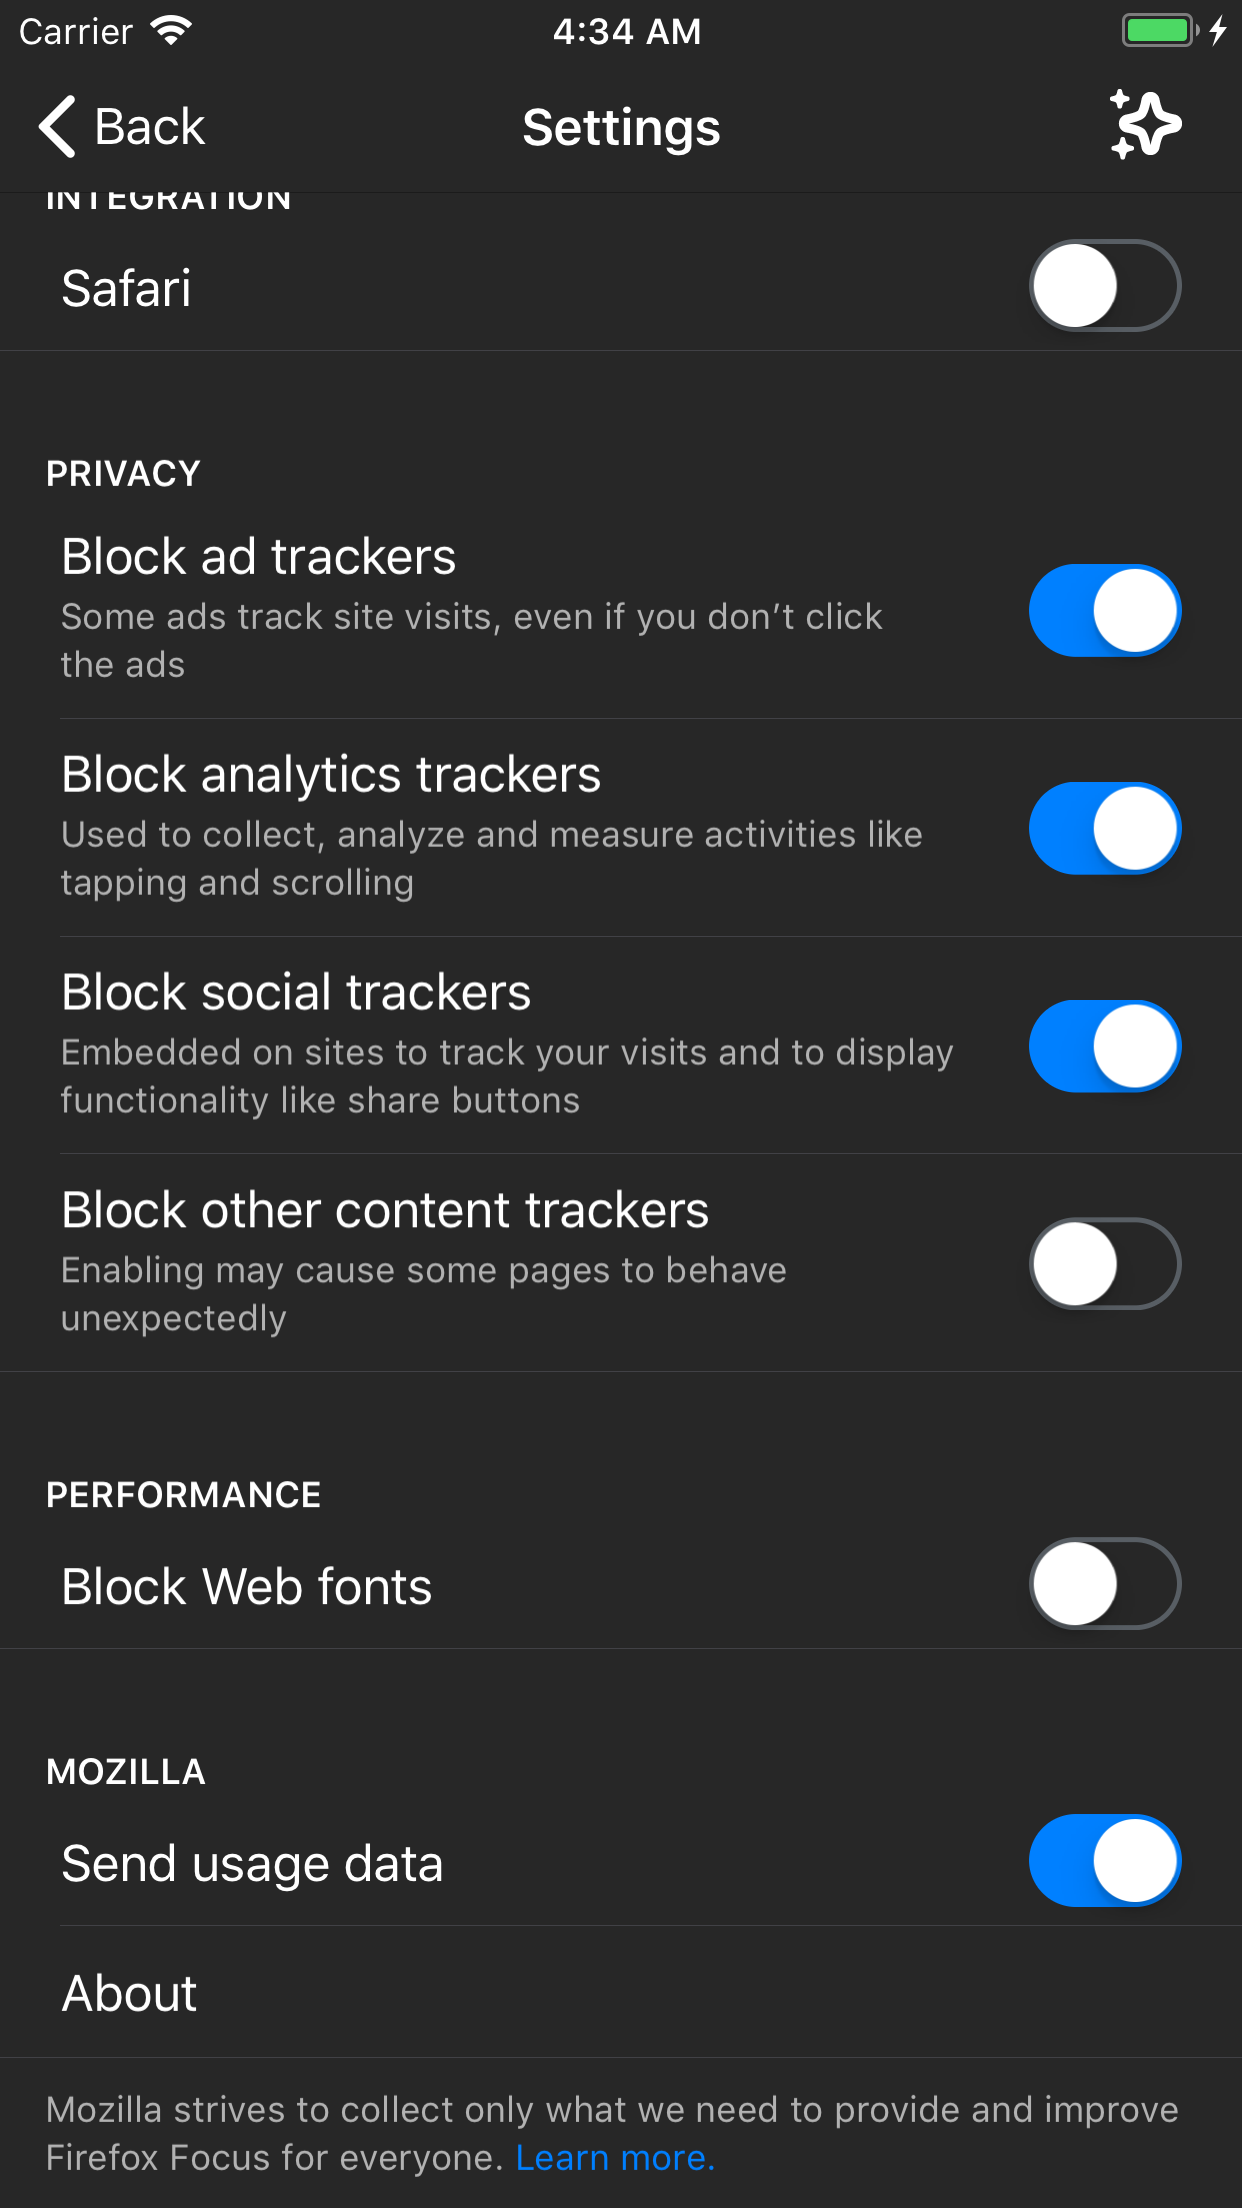 Carrier
4:34 AM
Back
Settings
INTEGRATION
Safari
PRIVACY
Block ad trackers
Some ads track site visits, even if you don’t click
the ads
Block analytics trackers
Used to collect, analyze and measure activities like
tapping and scrolling
Block social trackers
Embedded on sites to track your visits and to display
functionality like share buttons
Block other content trackers
Enabling may cause some pages to behave
unexpectedly
PERFORMANCE
Block Web fonts
MOZILLA
Send usage data
About
Mozilla strives to collect only what we need to provide and improve
Firefox Focus for everyone. Learn more.